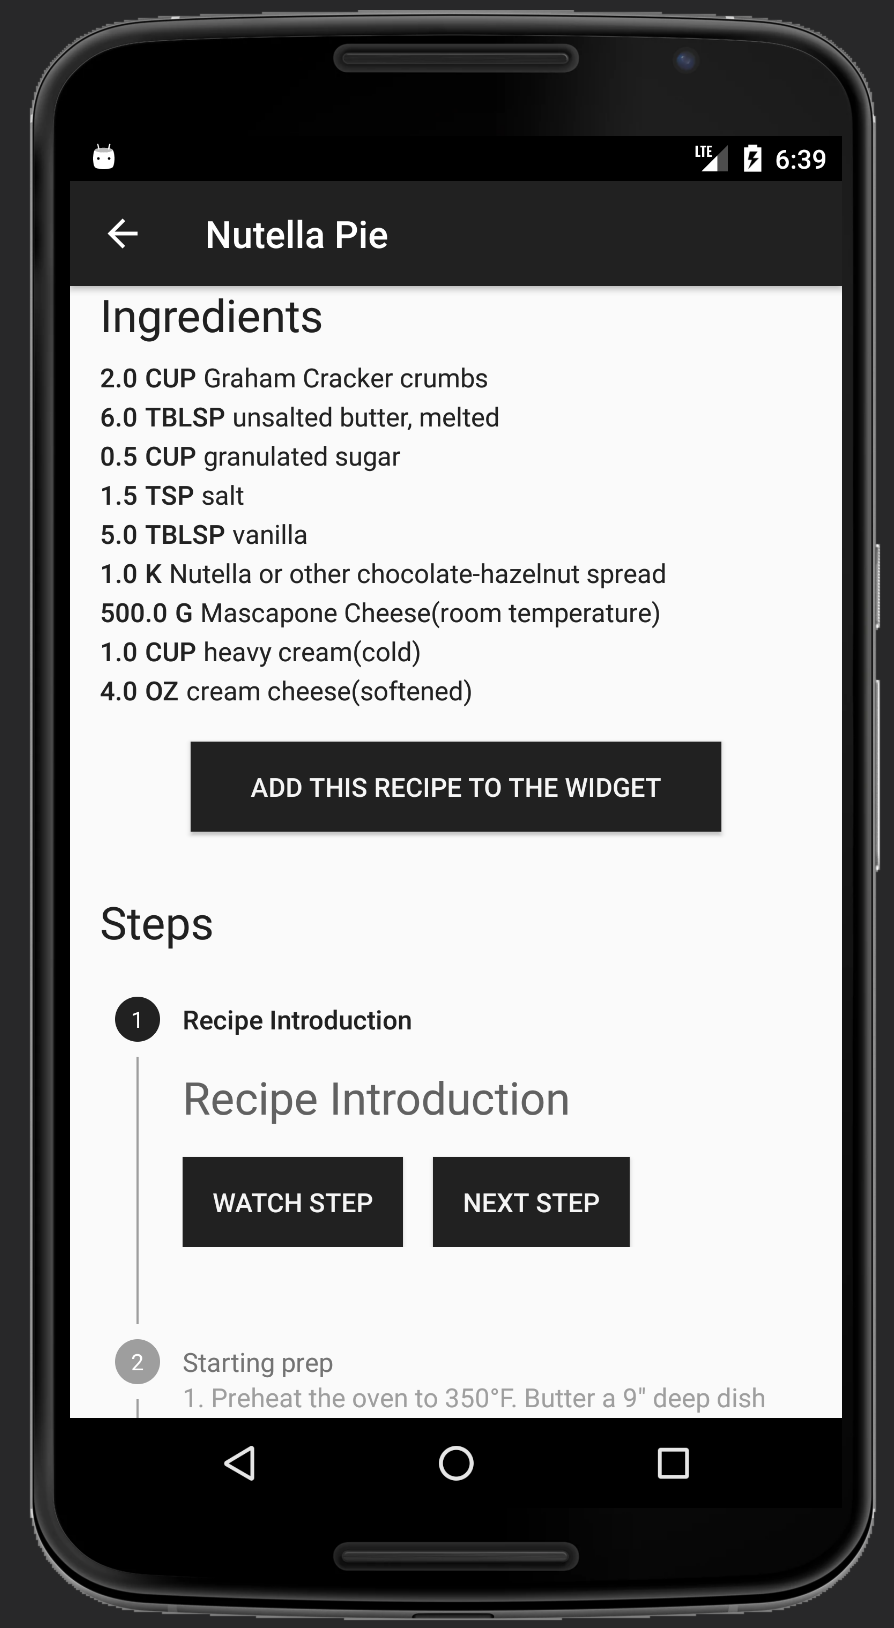 LTE 6:39
Nutella Pie
Ingredients
2.0 CUP Graham Cracker crumbs
6.0 TBLSP unsalted butter, melted
0.5 CUP granulated sugar
1.5 TSP salt
5.0 TBLSP vanilla
1.0 K Nutella or other chocolate-hazelnut spread
500.0 G Mascapone Cheese(room temperature)
1.0 CUP heavy cream(cold)
4.0 OZ cream cheese(softened)
ADD THIS RECIPE TO THE WIDGET
Steps
1 Recipe Introduction
Recipe Introduction
WATCH STEP NEXT STEP
2 Starting prep
1. Preheat the oven to 350°F. Butter a 9" deep dish